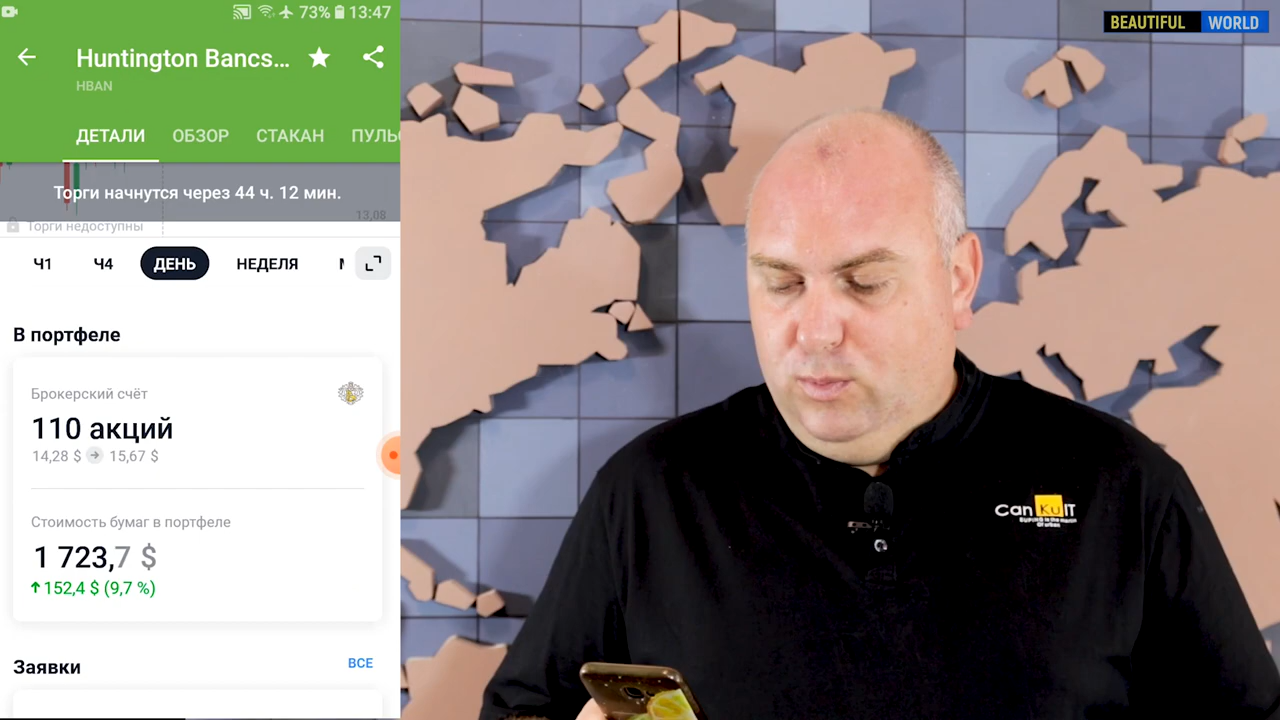 73% 13:47
Huntington Bancs...
HBAN
ДЕТАЛИ ОБЗОР СТАКАН ПУЛЬ
Торги начнутся через 44 ч. 12 мин.
13,08
Торги недоступны
Ч1 Ч4 ДЕНЬ НЕДЕЛЯ
В портфеле
Брокерский счёт
110 акций
14,28 $ → 15,67 $
Стоимость бумаг в портфеле
1 723,7 $
152,4 $ (9,7 %)
Заявки ВСЕ
BEAUTIFUL WORLD
Can Ku IT